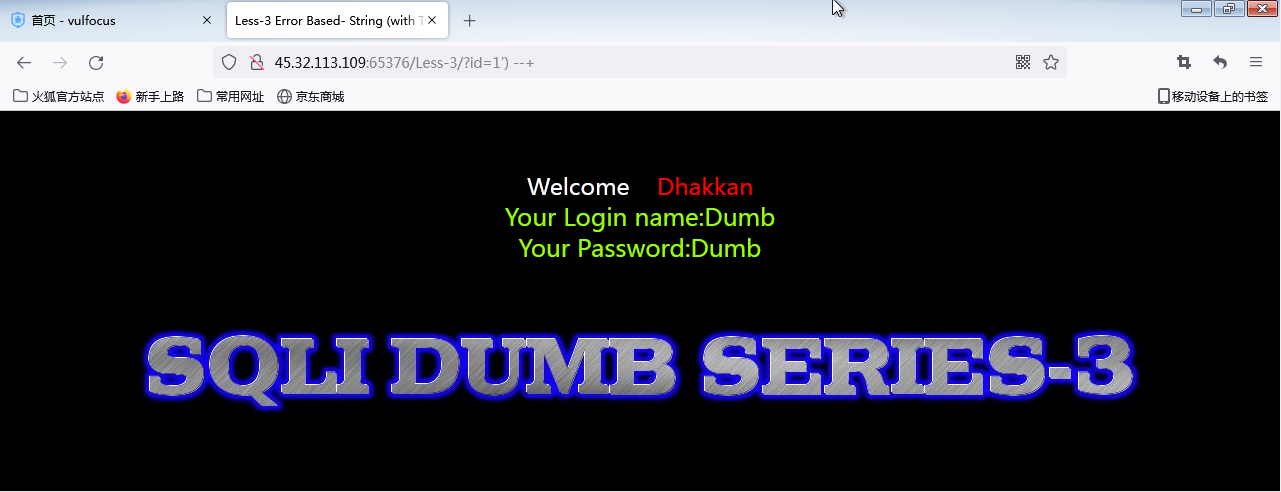 首页 - vulfocus
Less-3 Error Based- String (with T
45.32.113.109:65376/Less-3/?id=1') --+
火狐官方站点 新手上路 常用网址 京东商城 移动设备上的书签
Welcome Dhakkan
Your Login name:Dumb
Your Password:Dumb
SQLI DUMB SERIES-3